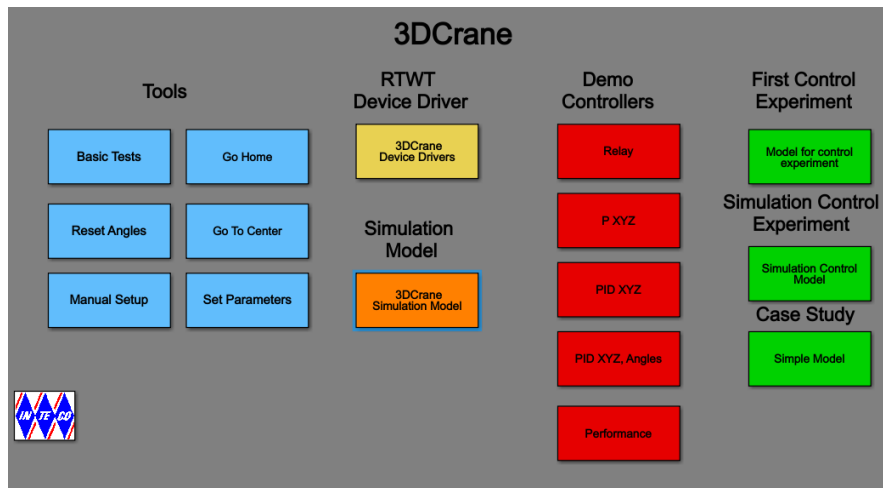 3DCrane
Tools
Basic Tests
Go Home
Reset Angles
Go To Center
Manual Setup
Set Parameters
RTWT
Device Driver
3DCrane
Device Drivers
Simulation
Model
3DCrane
Simulation Model
Demo
Controllers
Relay
P XYZ
PID XYZ
PID XYZ, Angles
Performance
First Control
Experiment
Model for control
experiment
Simulation Control
Experiment
Simulation Control
Model
Case Study
Simple Model
IN TE CO